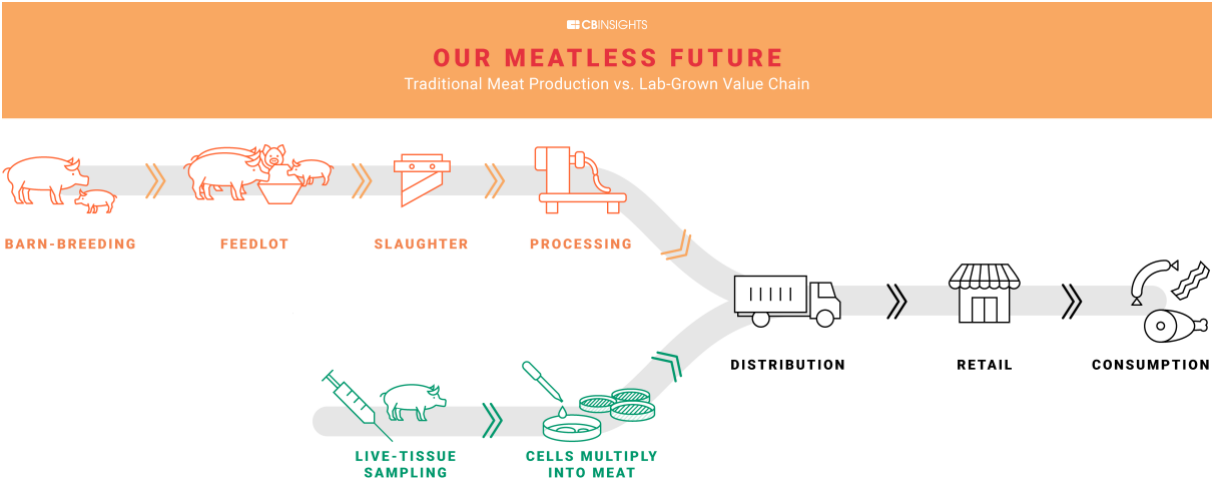 CBINSIGHTS
OUR MEATLESS FUTURE
Traditional Meat Production vs. Lab-Grown Value Chain
BARN-BREEDING
FEEDLOT
SLAUGHTER
PROCESSING
DISTRIBUTION
RETAIL
CONSUMPTION
LIVE-TISSUE
SAMPLING
CELLS MULTIPLY
INTO MEAT